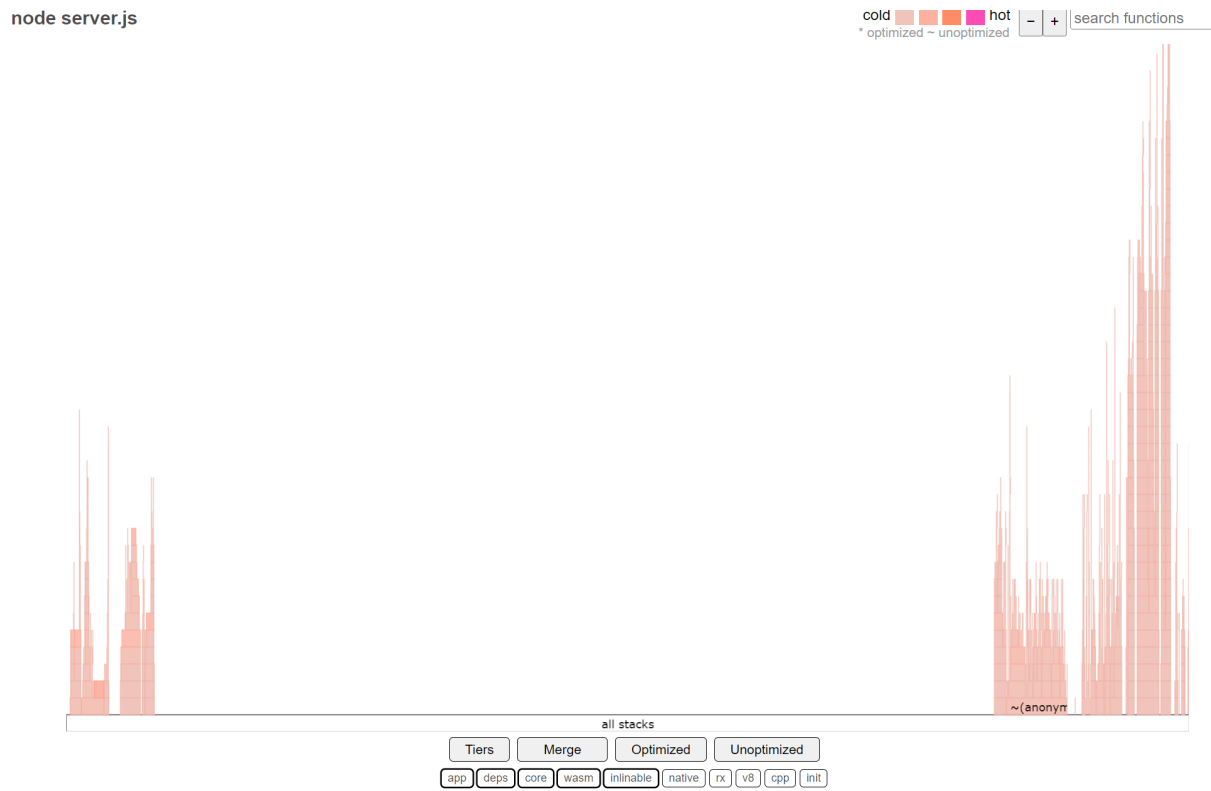 node server.js
cold hot
* optimized ~ unoptimized
− + search functions
~(anonym
all stacks
Tiers Merge Optimized Unoptimized
app deps core wasm inlinable native rx v8 cpp init